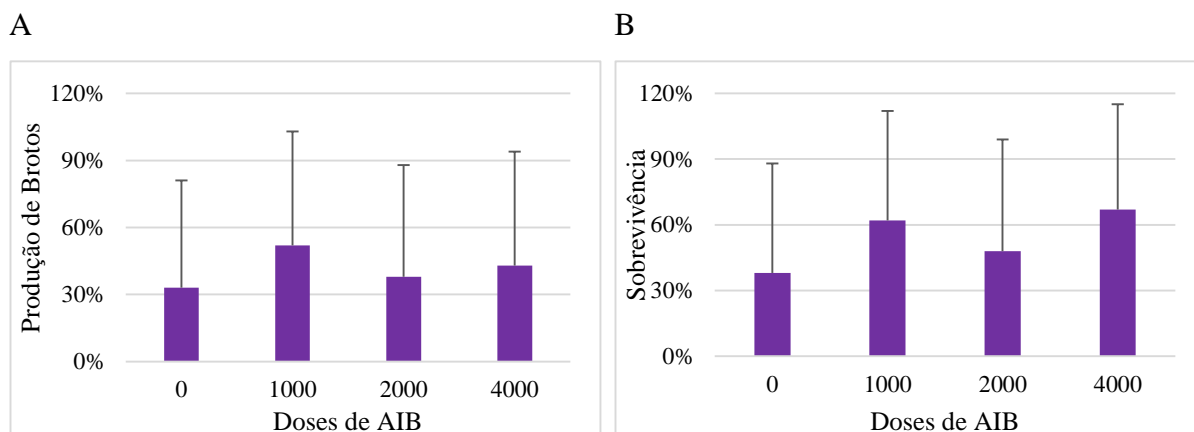 A
Produção de Brotos
120%
90%
60%
30%
0%
0 1000 2000 4000
Doses de AIB
B
Sobrevivência
120%
90%
60%
30%
0%
0 1000 2000 4000
Doses de AIB